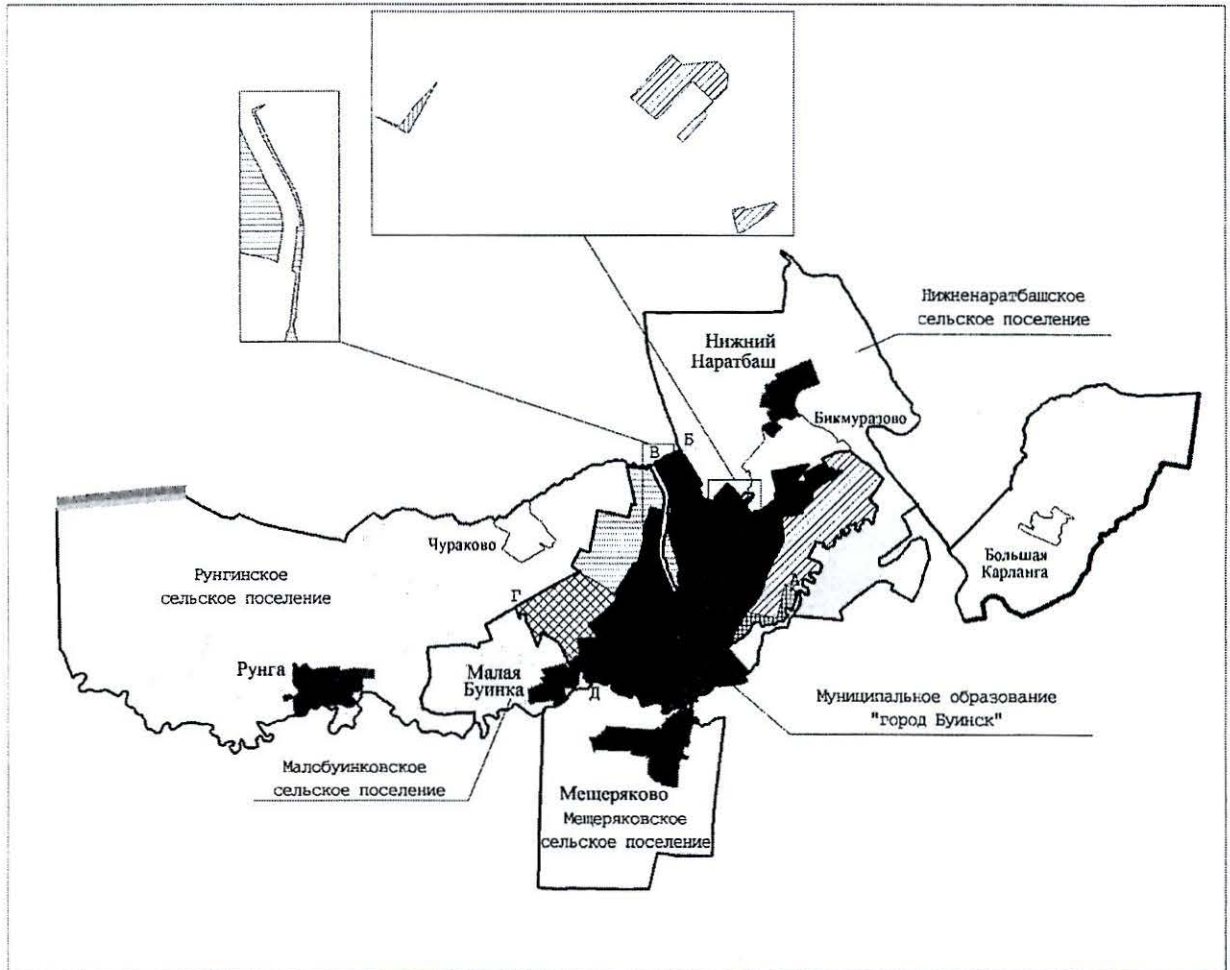 Нижненаратбашское
сельское поселение
Нижний
Наратбаш
Бикмуразово
Б
В
Чураково
Большая
Карланга
Рунгинское
сельское поселение
А
Г
Рунга
Малая
Буинка
Д
Муниципальное образование
"город Буинск"
Малобуинковское
сельское поселение
Мещеряково
Мещеряковское
сельское поселение